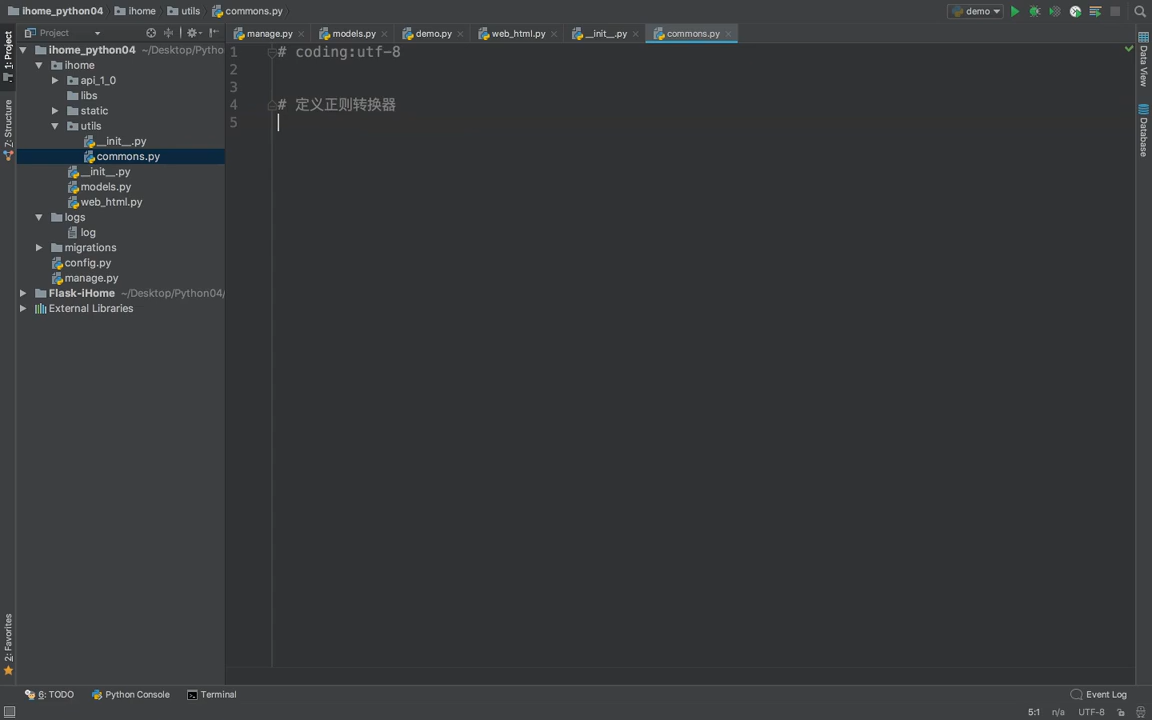 ihome_python04 ihome utils commons.py demo
Project manage.py models.py demo.py web_html.py __init__.py commons.py
1: Project
7: Structure
2: Favorites
ihome_python04 ~/Desktop/Pytho
ihome
api_1_0
libs
static
utils
__init__.py
commons.py
__init__.py
models.py
web_html.py
logs
log
migrations
config.py
manage.py
Flask-iHome ~/Desktop/Python04/
External Libraries
1 # coding:utf-8
2
3
4 # 定义正则转换器
5
Data View
Database
6: TODO Python Console Terminal Event Log
5:1 n/a UTF-8